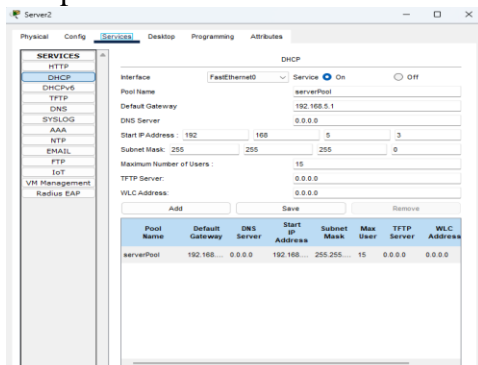 Server2
Physical Config Services Desktop Programming Attributes
SERVICES
HTTP
DHCP
DHCPv6
TFTP
DNS
SYSLOG
AAA
NTP
EMAIL
FTP
IoT
VM Management
Radius EAP
DHCP
Interface FastEthernet0 Service On Off
Pool Name serverPool
Default Gateway 192.168.5.1
DNS Server 0.0.0.0
Start IP Address : 192 168 5 3
Subnet Mask: 255 255 255 0
Maximum Number of Users : 15
TFTP Server: 0.0.0.0
WLC Address: 0.0.0.0
Add Save Remove
Pool Name Default Gateway DNS Server Start IP Address Subnet Mask Max User TFTP Server WLC Address
serverPool 192.168.... 0.0.0.0 192.168.... 255.255.... 15 0.0.0.0 0.0.0.0